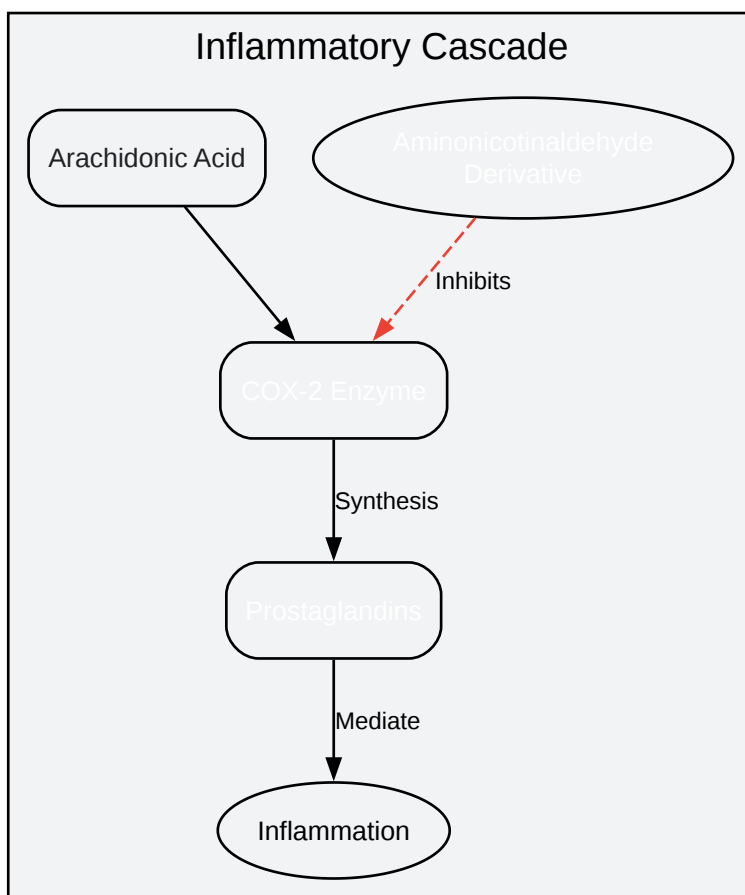 Inflammatory Cascade
Arachidonic Acid
Aminonicotinaldehyde
Derivative
Inhibits
COX-2 Enzyme
Synthesis
Prostaglandins
Mediate
Inflammation